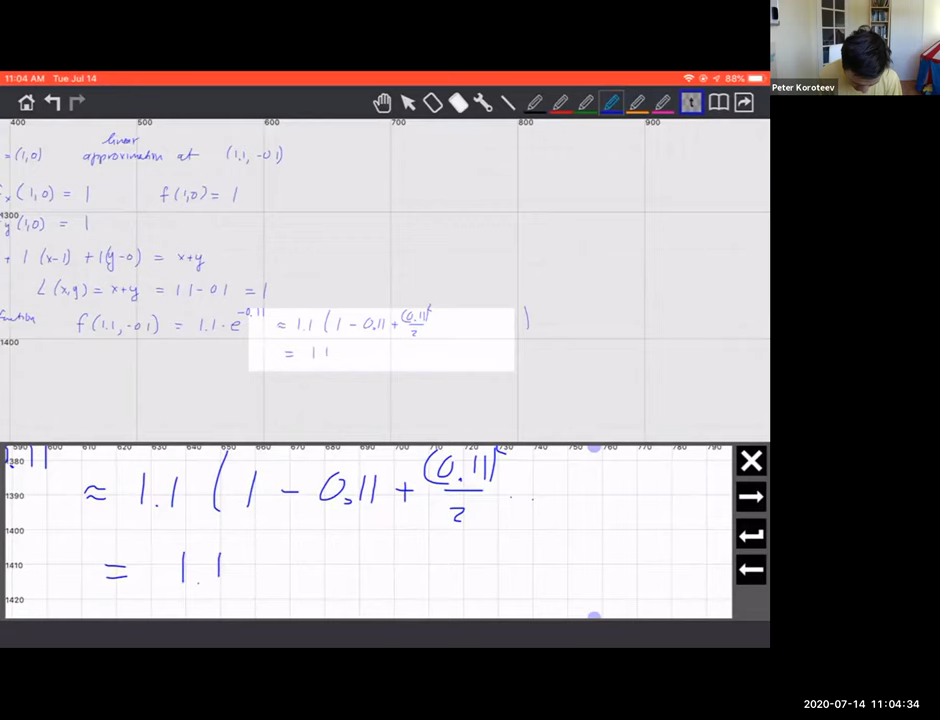 11:04 AM Tue Jul 14
88%
Peter Koroteev
t
400 500 600 700 800 900
linear
=(1,0) approximation at (1.1, -0.1)
x(1,0) = 1 f(1,0) = 1
1300
y(1,0) = 1
+ 1(x-1) + 1(y-0) = x+y
L(x,y) = x+y = 1.1-0.1 = 1
function f(1.1,-0.1) = 1.1·e^-0.11 ≈ 1.1 (1 - 0.11 + (0.11)²/2 )
1400
= 1.1
590 600 610 620 630 640 650 660 670 680 690 700 710 720 730 740 750 760 770 780 790
1380
1390 ≈ 1.1 ( 1 - 0.11 + (0.11)²/2 ..
1400
1410 = 1.1
1420
2020-07-14 11:04:34